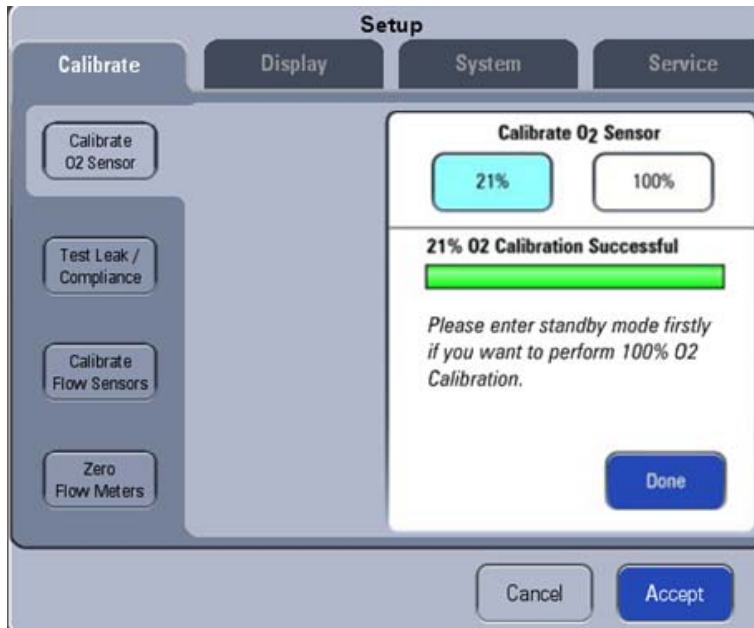 Setup
Calibrate
Display
System
Service
Calibrate
O2 Sensor
Test Leak /
Compliance
Calibrate
Flow Sensors
Zero
Flow Meters
Calibrate O2 Sensor
21%
100%
21% O2 Calibration Successful
Please enter standby mode firstly
if you want to perform 100% O2
Calibration.
Done
Cancel
Accept